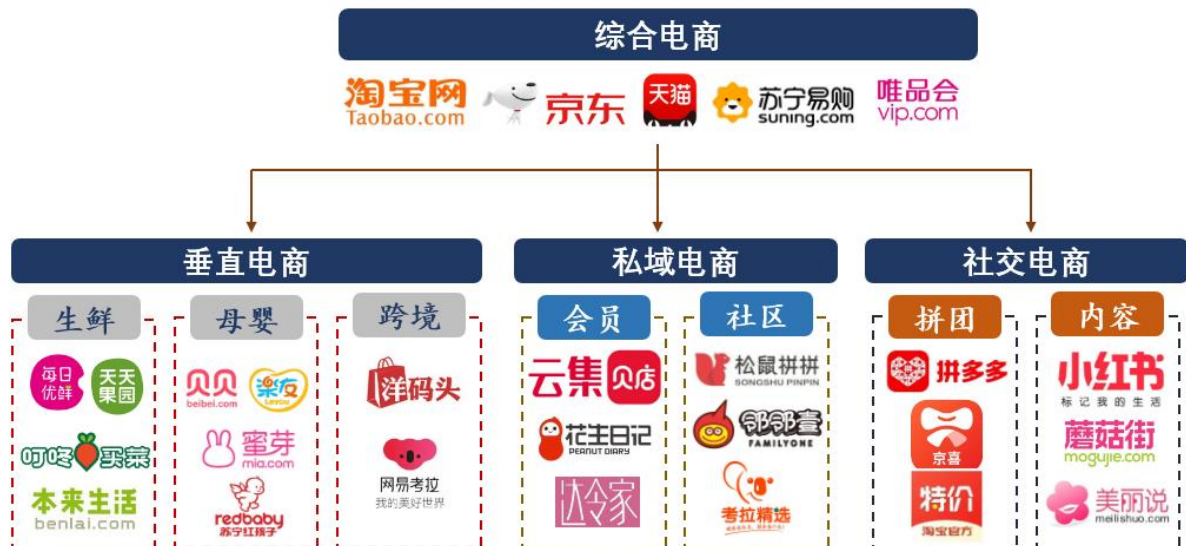 综合电商
淘宝网
Taobao.com
京东
天猫
苏宁易购
suning.com
唯品会
vip.com
垂直电商
私域电商
社交电商
生鲜
母婴
跨境
会员
社区
拼团
内容
每日优鲜
天天果园
叮咚买菜
本来生活
benlai.com
贝贝
beibei.com
乐友
蜜芽
mia.com
redbaby
苏宁红孩子
洋码头
网易考拉
我的美好世界
云集
贝店
花生日记
PEANUT DIARY
达令家
松鼠拼拼
SONGSHU PINPIN
邻邻壹
FAMILYONE
考拉精选
拼多多
京喜
特价
淘宝官方
小红书
标记我的生活
蘑菇街
mogujie.com
美丽说
meilishuo.com